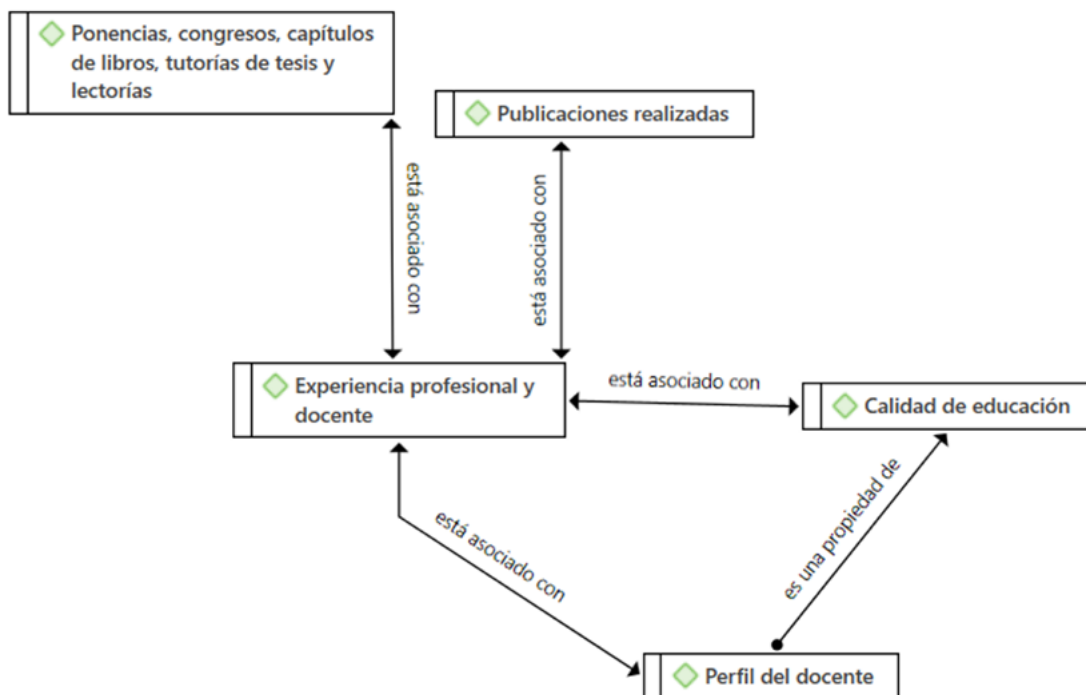 Ponencias, congresos, capítulos
de libros, tutorías de tesis y
lectorías
Publicaciones realizadas
está asociado con
está asociado con
Experiencia profesional y
docente
está asociado con
Calidad de educación
está asociado con
es una propiedad de
Perfil del docente